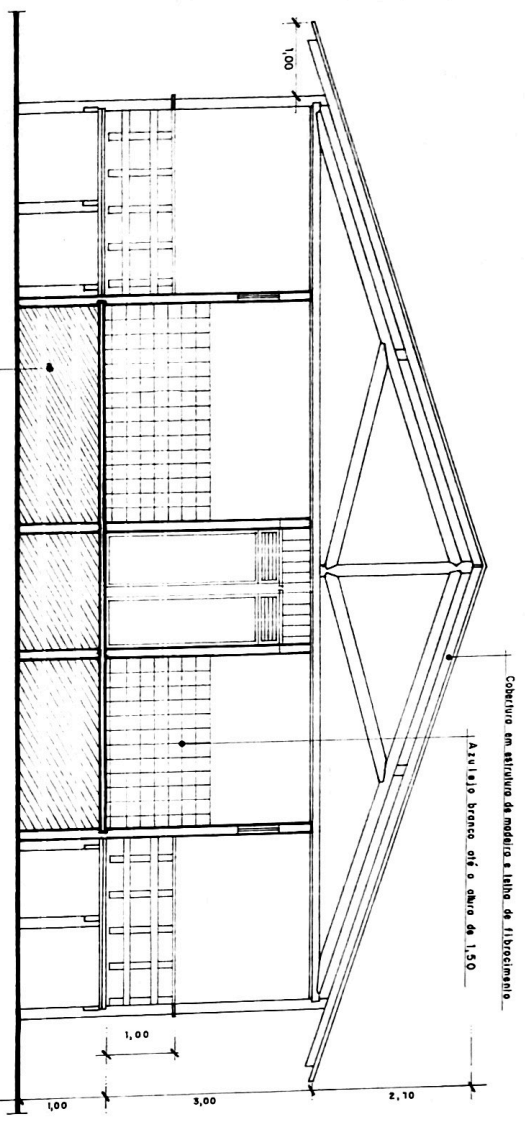 1,00
Cobertura em estrutura de madeira e telha de fibrocimento
Azulejo branco até a altura de 1,50
1,00
1,00
3,00
2,70